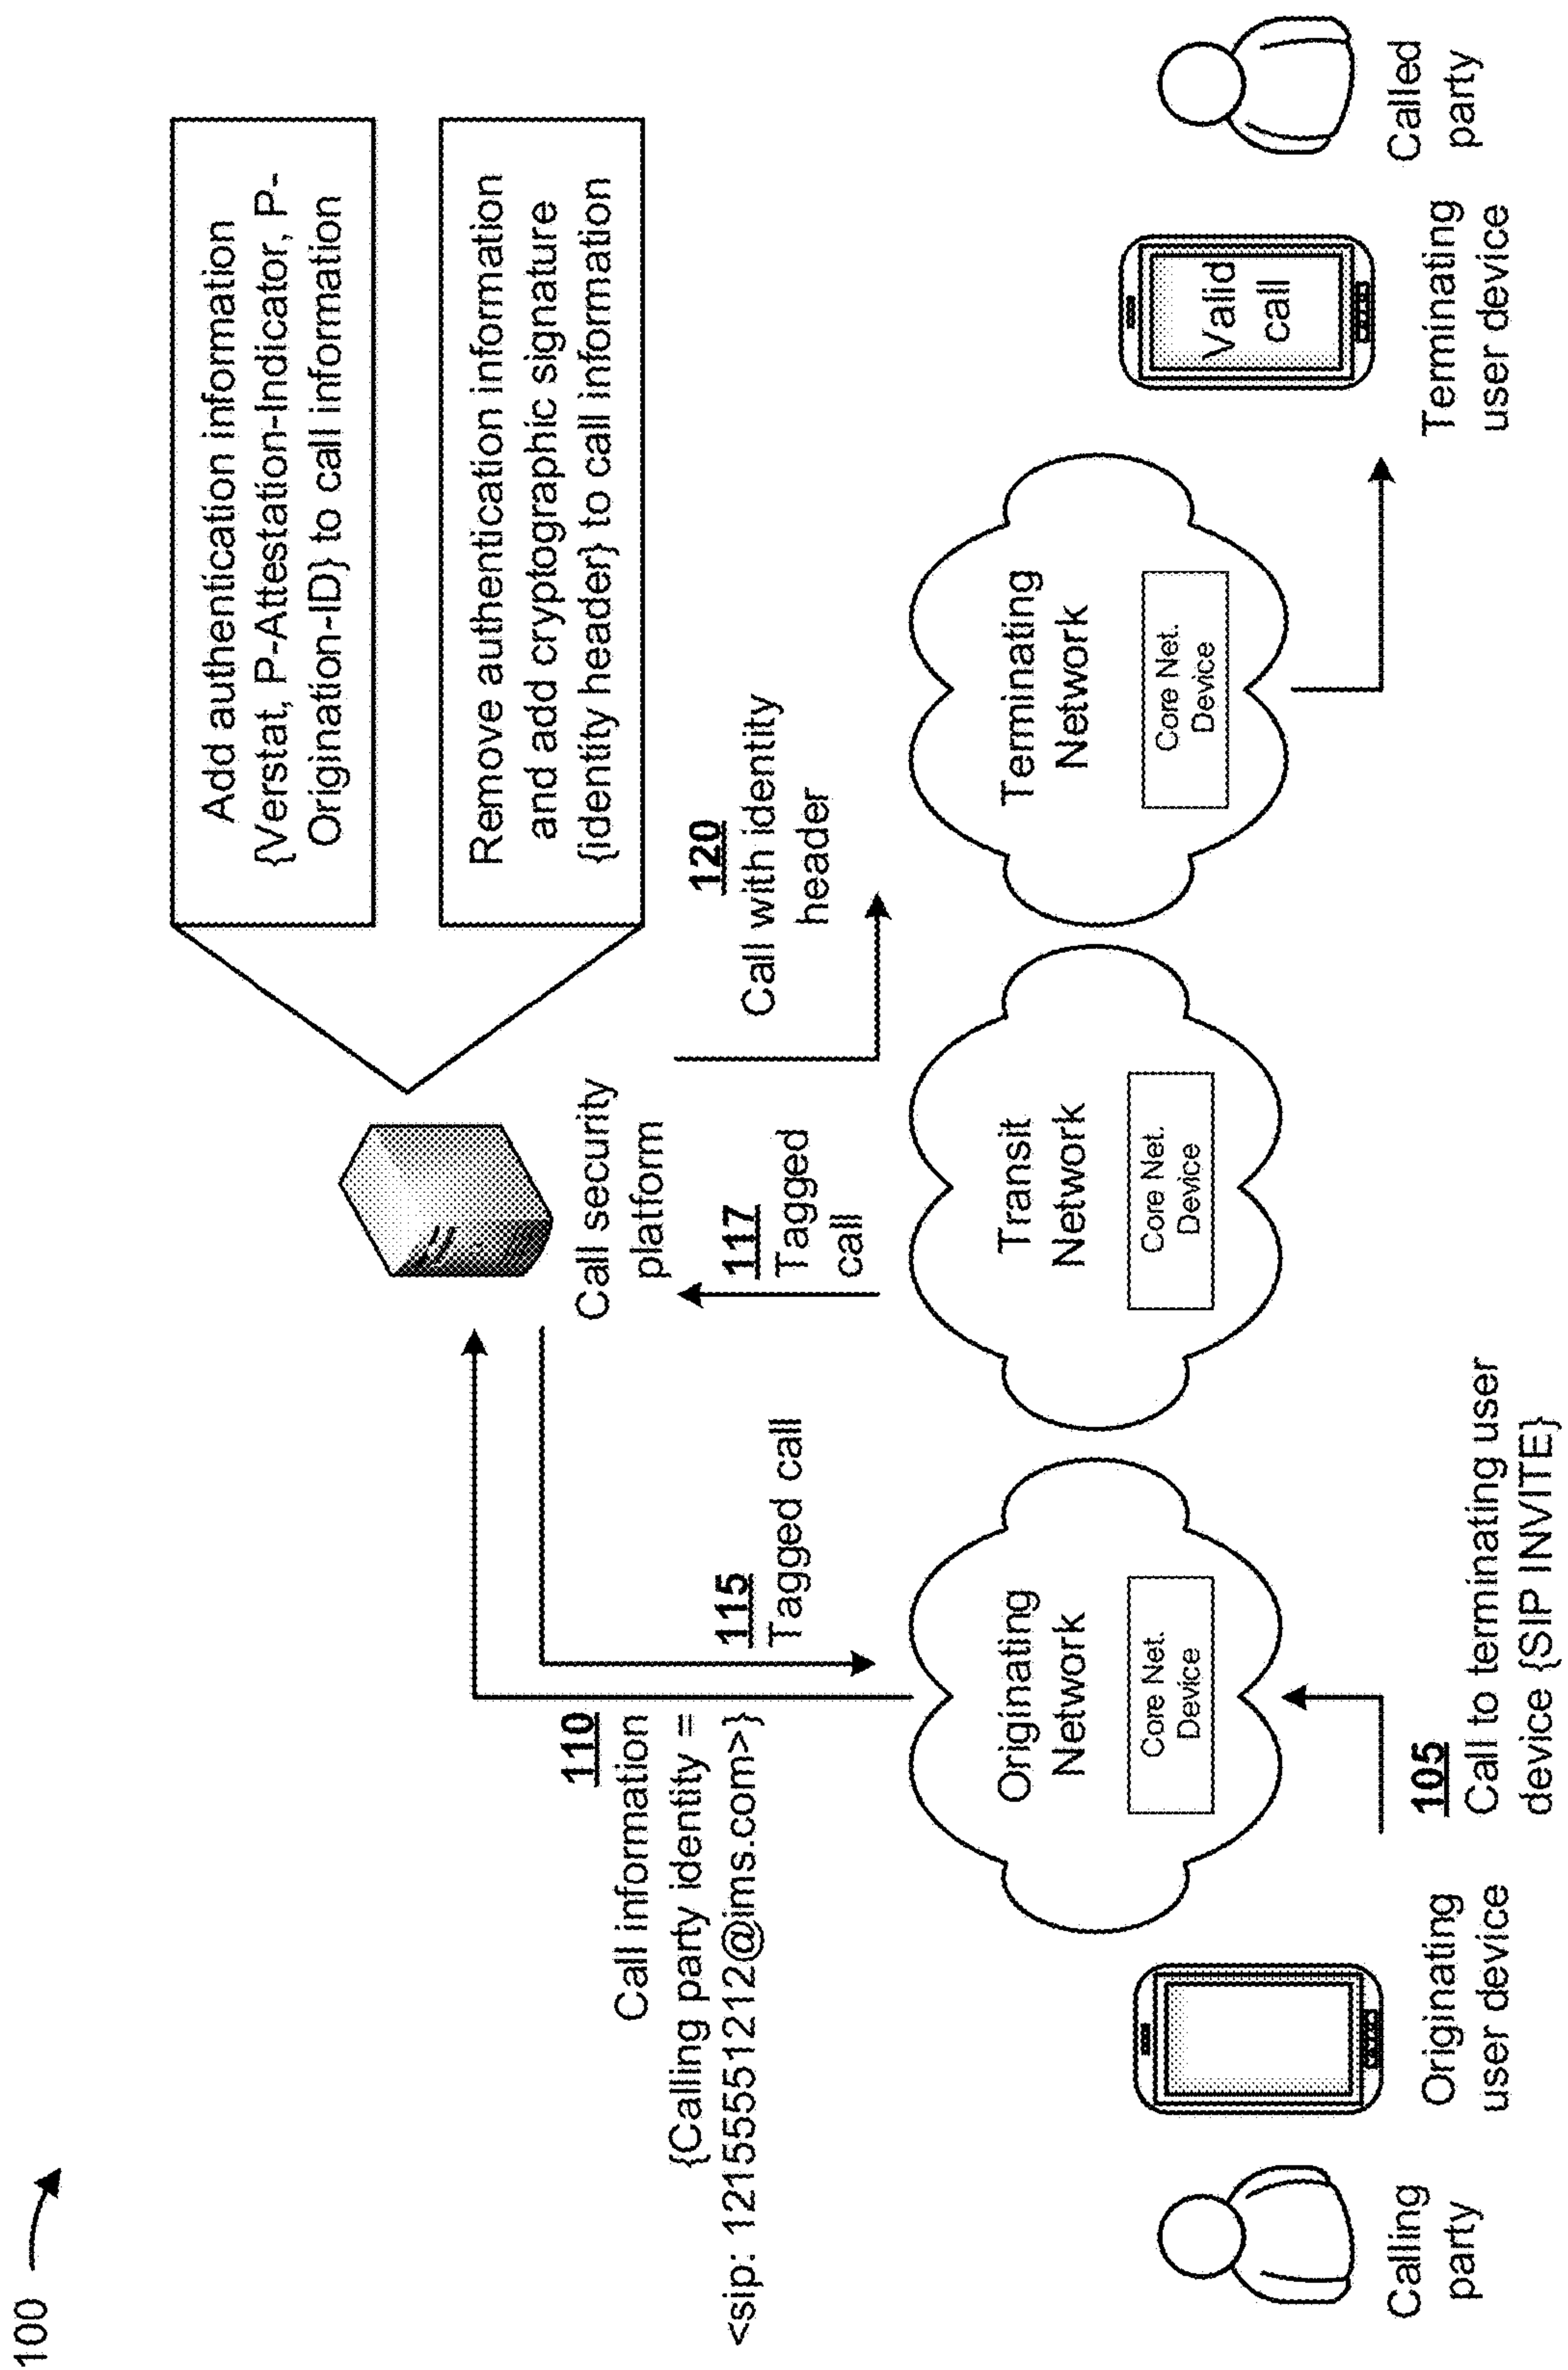 100
Add authentication information
{Verstat, P-Attestation-Indicator, P-
Origination-ID} to call information
Remove authentication information
and add cryptographic signature
{identity header} to call information
Call security
platform
110
Call information
{Calling party identity =
<sip: 12155551212@ims.com>}
115
Tagged call
117
Tagged
call
120
Call with identity
header
Originating
Network
Core Net.
Device
Transit
Network
Core Net.
Device
Terminating
Network
Core Net.
Device
Valid
call
Calling
party
Originating
user device
105
Call to terminating user
device {SIP INVITE}
Terminating
user device
Called
party